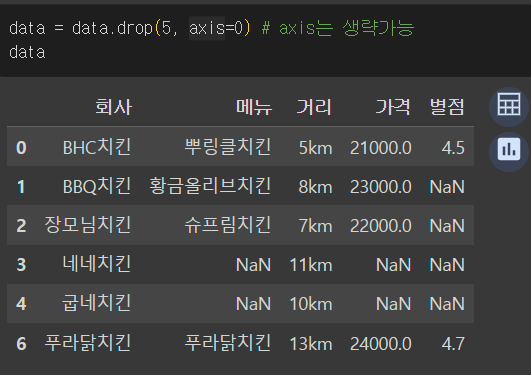 data = data.drop(5, axis=0) # axis는 생략가능
data
회사 메뉴 거리 가격 별점
0 BHC치킨 뿌링클치킨 5km 21000.0 4.5
1 BBQ치킨 황금올리브치킨 8km 23000.0 NaN
2 장모님치킨 슈프림치킨 7km 22000.0 NaN
3 네네치킨 NaN 11km NaN NaN
4 굽네치킨 NaN 10km NaN NaN
6 푸라닭치킨 푸라닭치킨 13km 24000.0 4.7